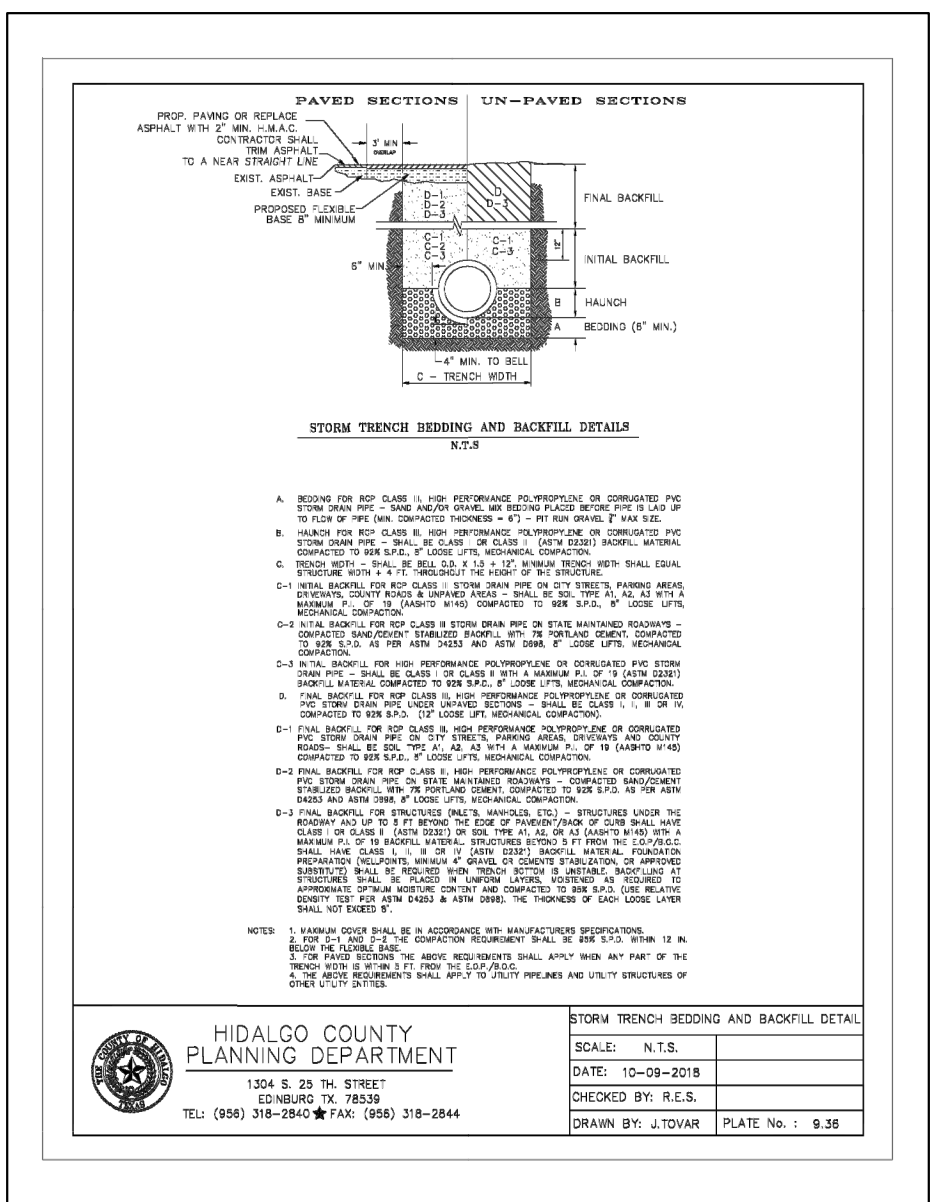 PAVED SECTIONS UN-PAVED SECTIONS
PROP. PAVING OR REPLACE
ASPHALT WITH 2" MIN. H.M.A.C.
CONTRACTOR SHALL
TRIM ASPHALT
TO A NEAR STRAIGHT LINE
3' MIN
OVERLAP
EXIST. ASPHALT
EXIST. BASE
PROPOSED FLEXIBLE
BASE 8" MINIMUM
D-1
D-2
D-3
D
D-3
FINAL BACKFILL
C-1
C-2
C-3
C-1
C-3
12"
INITIAL BACKFILL
6" MIN.
B HAUNCH
A BEDDING (6" MIN.)
4" MIN. TO BELL
C - TRENCH WIDTH
STORM TRENCH BEDDING AND BACKFILL DETAILS
N.T.S
A. BEDDING FOR RCP CLASS III, HIGH PERFORMANCE POLYPROPYLENE OR CORRUGATED PVC
STORM DRAIN PIPE - SAND AND/OR GRAVEL MIX BEDDING PLACED BEFORE PIPE IS LAID UP
TO FLOW OF PIPE (MIN. COMPACTED THICKNESS = 6") - PIT RUN GRAVEL MAX SIZE.
B. HAUNCH FOR RCP CLASS III, HIGH PERFORMANCE POLYPROPYLENE OR CORRUGATED PVC
STORM DRAIN PIPE - SHALL BE CLASS I OR CLASS II (ASTM D2321) BACKFILL MATERIAL
COMPACTED TO 92% S.P.D., 8" LOOSE LIFTS, MECHANICAL COMPACTION.
C. TRENCH WIDTH - SHALL BE BELL O.D. X 1.5 + 12", MINIMUM TRENCH WIDTH SHALL EQUAL
STRUCTURE WIDTH + 4 FT. THROUGHOUT THE HEIGHT OF THE STRUCTURE.
C-1 INITIAL BACKFILL FOR RCP CLASS III STORM DRAIN PIPE ON CITY STREETS, PARKING AREAS,
DRIVEWAYS, COUNTY ROADS & UNPAVED AREAS - SHALL BE SOIL TYPE A1, A2, A3 WITH A
MAXIMUM P.I. OF 19 (AASHTO M145) COMPACTED TO 92% S.P.D., 8" LOOSE LIFTS,
MECHANICAL COMPACTION.
C-2 INITIAL BACKFILL FOR RCP CLASS III STORM DRAIN PIPE ON STATE MAINTAINED ROADWAYS -
COMPACTED SAND/CEMENT STABILIZED BACKFILL WITH 7% PORTLAND CEMENT, COMPACTED
TO 92% S.P.D. AS PER ASTM D4253 AND ASTM D698, 8" LOOSE LIFTS, MECHANICAL
COMPACTION.
C-3 INITIAL BACKFILL FOR HIGH PERFORMANCE POLYPROPYLENE OR CORRUGATED PVC STORM
DRAIN PIPE - SHALL BE CLASS I OR CLASS II WITH A MAXIMUM P.I. OF 19 (ASTM D2321)
BACKFILL MATERIAL COMPACTED TO 92% S.P.D., 8" LOOSE LIFTS, MECHANICAL COMPACTION.
D. FINAL BACKFILL FOR RCP CLASS III, HIGH PERFORMANCE POLYPROPYLENE OR CORRUGATED
PVC STORM DRAIN PIPE UNDER UNPAVED SECTIONS - SHALL BE CLASS I, II, III OR IV,
COMPACTED TO 92% S.P.D. (12" LOOSE LIFT, MECHANICAL COMPACTION).
D-1 FINAL BACKFILL FOR RCP CLASS III, HIGH PERFORMANCE POLYPROPYLENE OR CORRUGATED
PVC STORM DRAIN PIPE ON CITY STREETS, PARKING AREAS, DRIVEWAYS AND COUNTY
ROADS- SHALL BE SOIL TYPE A1, A2, A3 WITH A MAXIMUM P.I. OF 19 (AASHTO M145)
COMPACTED TO 92% S.P.D., 8" LOOSE LIFTS, MECHANICAL COMPACTION.
D-2 FINAL BACKFILL FOR RCP CLASS III, HIGH PERFORMANCE POLYPROPYLENE OR CORRUGATED
PVC STORM DRAIN PIPE ON STATE MAINTAINED ROADWAYS - COMPACTED SAND/CEMENT
STABILIZED BACKFILL WITH 7% PORTLAND CEMENT, COMPACTED TO 92% S.P.D. AS PER ASTM
D4253 AND ASTM D698, 8" LOOSE LIFTS, MECHANICAL COMPACTION.
D-3 FINAL BACKFILL FOR STRUCTURES (INLETS, MANHOLES, ETC.) - STRUCTURES UNDER THE
ROADWAY AND UP TO 5 FT BEYOND THE EDGE OF PAVEMENT/BACK OF CURB SHALL HAVE
CLASS I OR CLASS II (ASTM D2321) OR SOIL TYPE A1, A2, OR A3 (AASHTO M145) WITH A
MAXIMUM P.I. OF 19 BACKFILL MATERIAL. STRUCTURES BEYOND 5 FT FROM THE E.O.P/B.O.C.
SHALL HAVE CLASS I, II, III OR IV (ASTM D2321) BACKFILL MATERIAL. FOUNDATION
PREPARATION (WELLPOINTS, MINIMUM 4" GRAVEL OR CEMENTS STABILIZATION, OR APPROVED
SUBSTITUTE) SHALL BE REQUIRED WHEN TRENCH BOTTOM IS UNSTABLE. BACKFILLING AT
STRUCTURES SHALL BE PLACED IN UNIFORM LAYERS, MOISTENED AS REQUIRED TO
APPROXIMATE OPTIMUM MOISTURE CONTENT AND COMPACTED TO 95% S.P.D. (USE RELATIVE
DENSITY TEST PER ASTM D4253 & ASTM D698). THE THICKNESS OF EACH LOOSE LAYER
SHALL NOT EXCEED 8".
NOTES: 1. MAXIMUM COVER SHALL BE IN ACCORDANCE WITH MANUFACTURERS SPECIFICATIONS.
2. FOR D-1 AND D-2 THE COMPACTION REQUIREMENT SHALL BE 95% S.P.D. WITHIN 12 IN.
BELOW THE FLEXIBLE BASE.
3. FOR PAVED SECTIONS THE ABOVE REQUIREMENTS SHALL APPLY WHEN ANY PART OF THE
TRENCH WIDTH IS WITHIN 5 FT. FROM THE E.O.P./B.O.C.
4. THE ABOVE REQUIREMENTS SHALL APPLY TO UTILITY PIPELINES AND UTILITY STRUCTURES OF
OTHER UTILITY ENTITIES.
THE COUNTY OF HIDALGO
TEXAS
HIDALGO COUNTY
PLANNING DEPARTMENT
1304 S. 25 TH. STREET
EDINBURG TX. 78539
TEL: (956) 318-2840 FAX: (956) 318-2844
STORM TRENCH BEDDING AND BACKFILL DETAIL
SCALE: N.T.S.
DATE: 10-09-2018
CHECKED BY: R.E.S.
DRAWN BY: J.TOVAR PLATE No. : 9.36